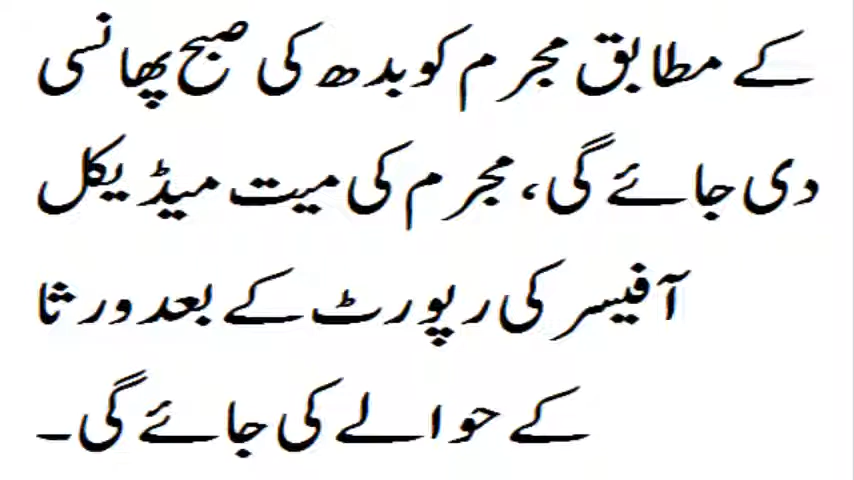 کے مطابق مجرم کو بدھ کی صبح پھانسی
دی جائے گی، مجرم کی میت میڈیکل
آفیسر کی رپورٹ کے بعد ورثا
کے حوالے کی جائے گی۔